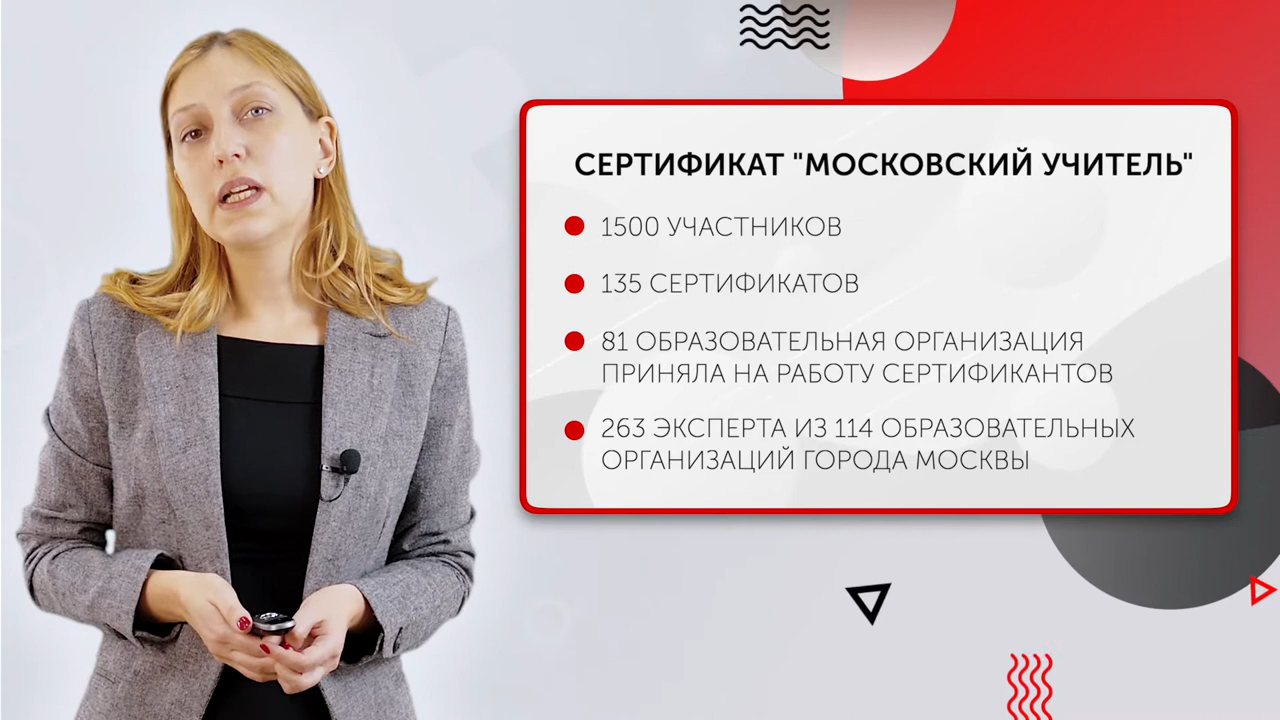 СЕРТИФИКАТ "МОСКОВСКИЙ УЧИТЕЛЬ"
1500 УЧАСТНИКОВ
135 СЕРТИФИКАТОВ
81 ОБРАЗОВАТЕЛЬНАЯ ОРГАНИЗАЦИЯ
ПРИНЯЛА НА РАБОТУ СЕРТИФИКАНТОВ
263 ЭКСПЕРТА ИЗ 114 ОБРАЗОВАТЕЛЬНЫХ
ОРГАНИЗАЦИЙ ГОРОДА МОСКВЫ